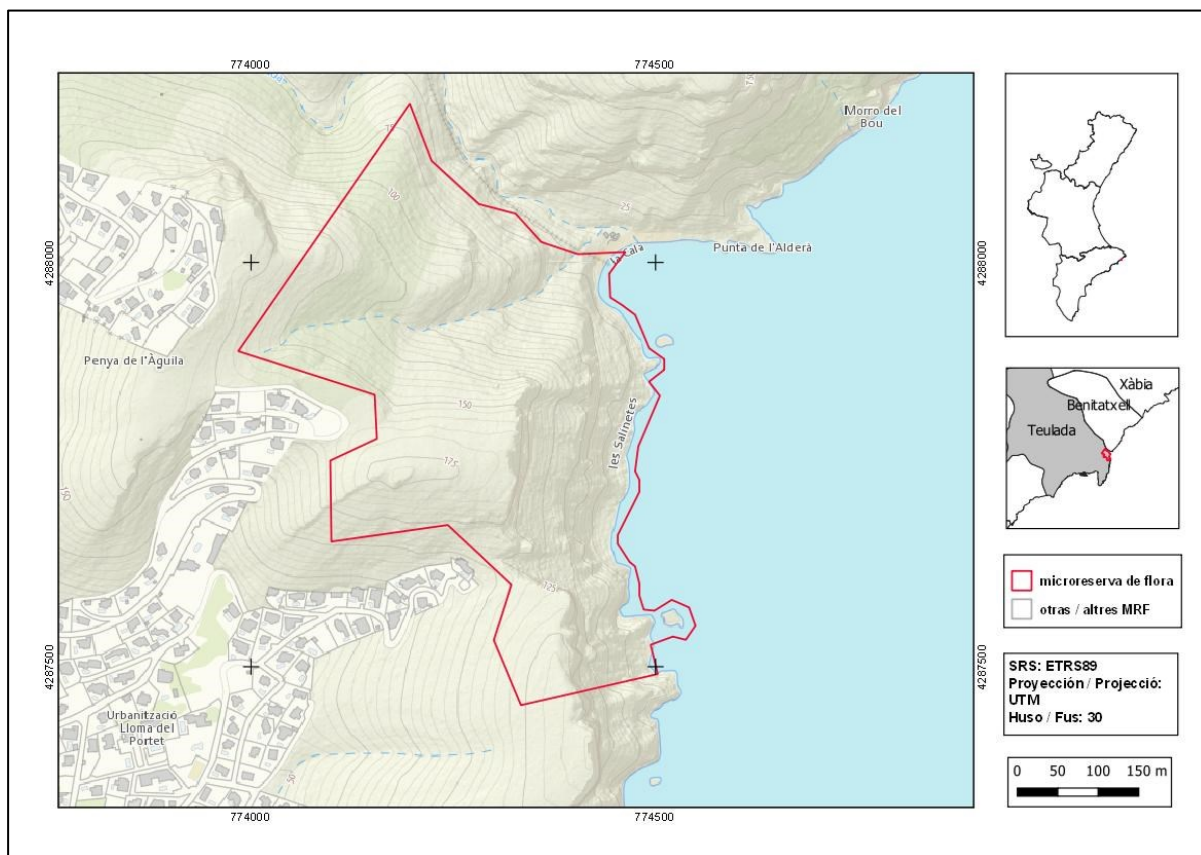 774000
774500
4288000
4288000
Morro del
Bou
75
100
25
La Cala
Punta de l'Alderà
Penya de l'Àguila
150
les Salinetes
175
125
4287500
4287500
Urbanització
Lloma del
Portet
50
774000
774500
Xàbia
Benitatxell
Teulada
microreserva de flora
otras / altres MRF
SRS: ETRS89
Proyección / Projecció:
UTM
Huso / Fus: 30
0 50 100 150 m